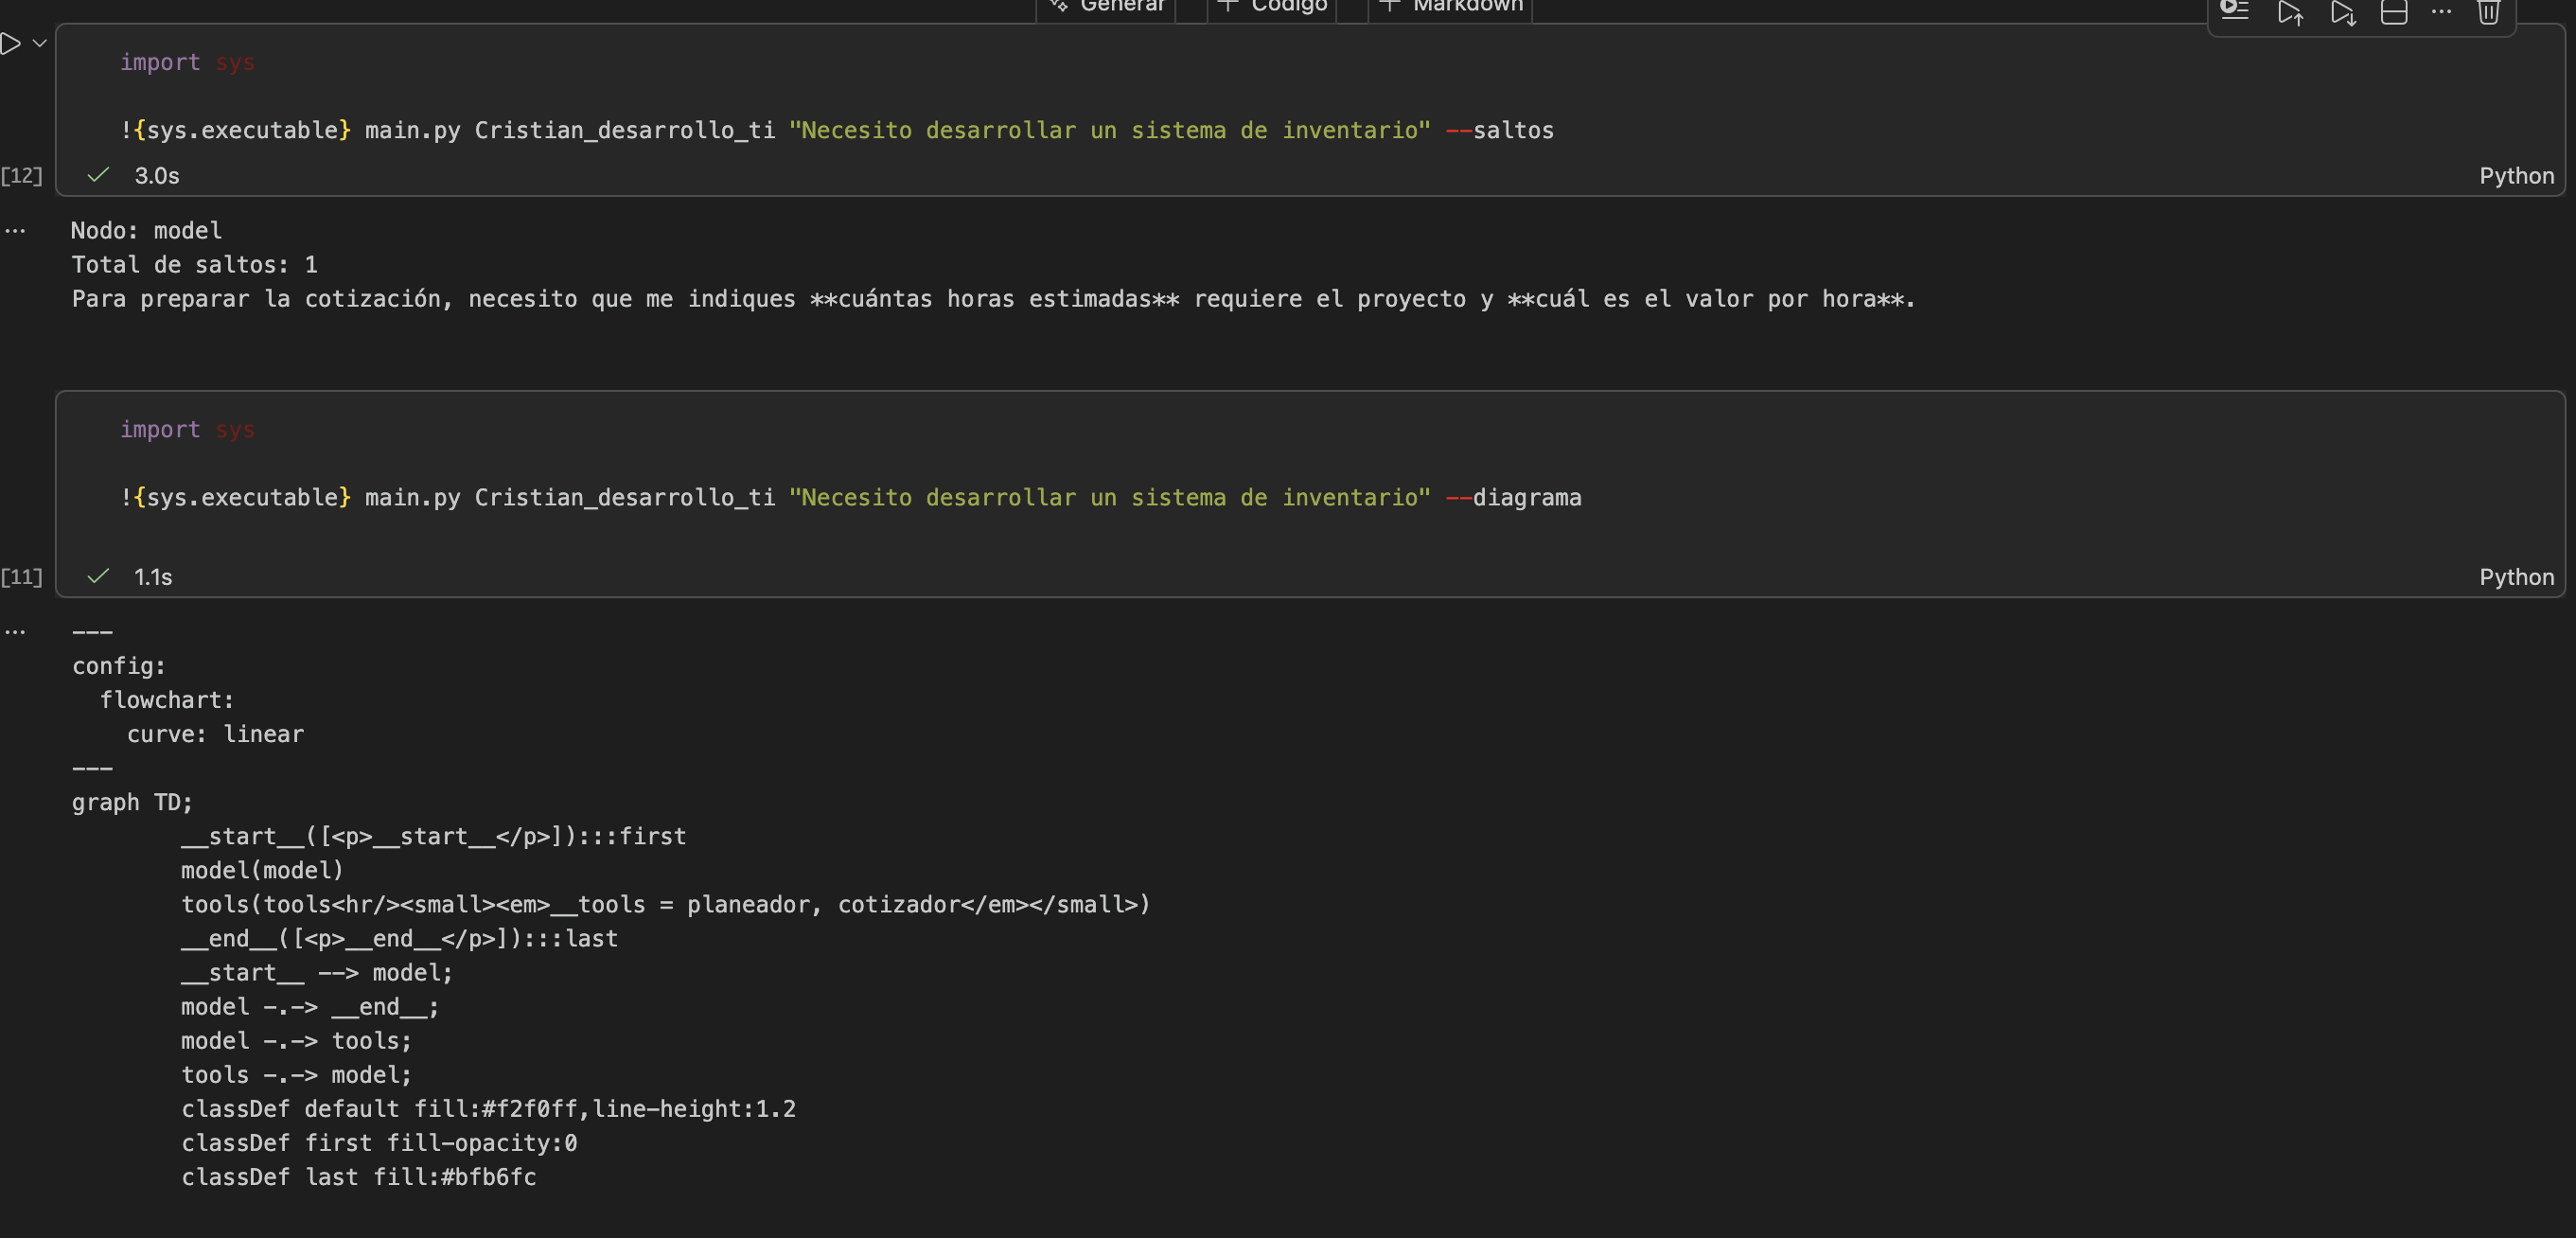 Generar Código Markdown
import sys
!{sys.executable} main.py Cristian_desarrollo_ti "Necesito desarrollar un sistema de inventario" --saltos
[12] 3.0s Python
Nodo: model
Total de saltos: 1
Para preparar la cotización, necesito que me indiques **cuántas horas estimadas** requiere el proyecto y **cuál es el valor por hora**.
import sys
!{sys.executable} main.py Cristian_desarrollo_ti "Necesito desarrollar un sistema de inventario" --diagrama
[11] 1.1s Python
---
config:
  flowchart:
    curve: linear
---
graph TD;
        __start__([<p>__start__</p>]):::first
        model(model)
        tools(tools<hr/><small><em>__tools = planeador, cotizador</em></small>)
        __end__([<p>__end__</p>]):::last
        __start__ --> model;
        model -.-> __end__;
        model -.-> tools;
        tools -.-> model;
        classDef default fill:#f2f0ff,line-height:1.2
        classDef first fill-opacity:0
        classDef last fill:#bfb6fc